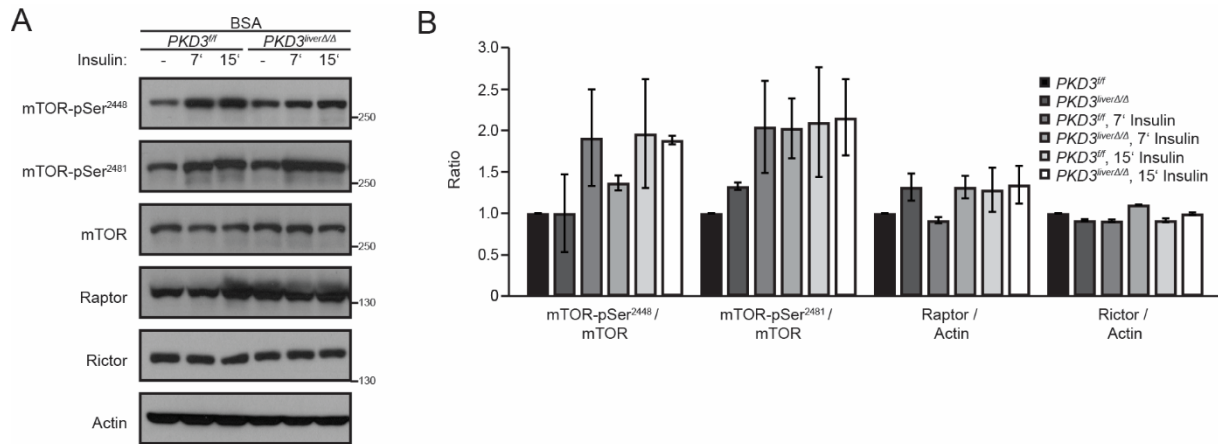 A
BSA
PKD3f/f PKD3liverΔ/Δ
Insulin: - 7‘ 15‘ - 7‘ 15‘
mTOR-pSer2448
250
mTOR-pSer2481
250
mTOR
250
Raptor
130
Rictor
130
Actin
B
3.0
2.5
2.0
1.5
1.0
0.5
0
Ratio
mTOR-pSer2448 /
mTOR
mTOR-pSer2481 /
mTOR
Raptor /
Actin
Rictor /
Actin
PKD3f/f
PKD3liverΔ/Δ
PKD3f/f, 7‘ Insulin
PKD3liverΔ/Δ, 7‘ Insulin
PKD3f/f, 15‘ Insulin
PKD3liverΔ/Δ, 15‘ Insulin